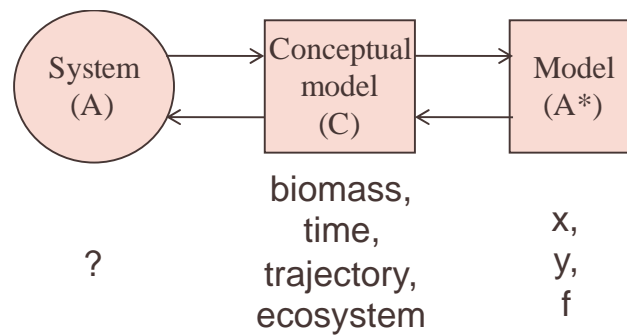 System
(A)
Conceptual
model
(C)
Model
(A*)
?
biomass,
time,
trajectory,
ecosystem
x,
y,
f